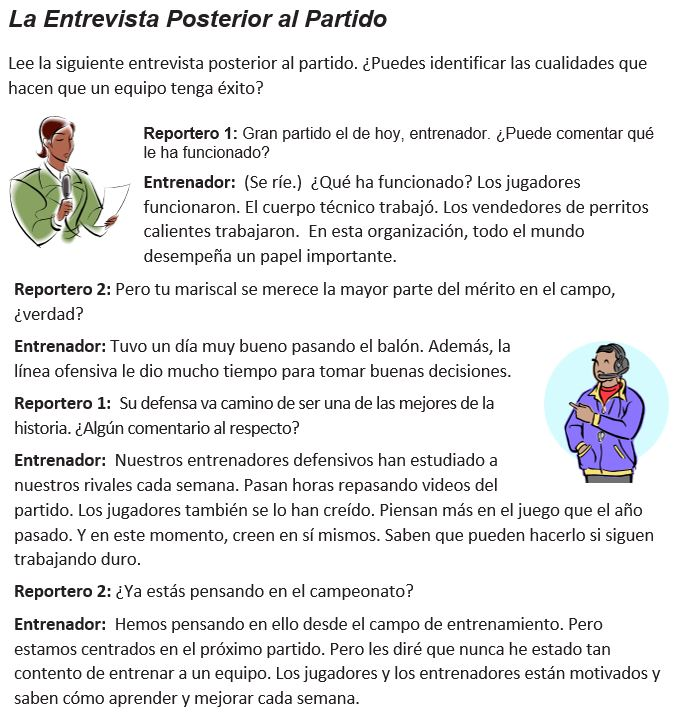 La Entrevista Posterior al Partido
Lee la siguiente entrevista posterior al partido. ¿Puedes identificar las cualidades que
hacen que un equipo tenga éxito?
Reportero 1: Gran partido el de hoy, entrenador. ¿Puede comentar qué
le ha funcionado?
Entrenador: (Se ríe.) ¿Qué ha funcionado? Los jugadores
funcionaron. El cuerpo técnico trabajó. Los vendedores de perritos
calientes trabajaron. En esta organización, todo el mundo
desempeña un papel importante.
Reportero 2: Pero tu mariscal se merece la mayor parte del mérito en el campo,
¿verdad?
Entrenador: Tuvo un día muy bueno pasando el balón. Además, la
línea ofensiva le dio mucho tiempo para tomar buenas decisiones.
Reportero 1: Su defensa va camino de ser una de las mejores de la
historia. ¿Algún comentario al respecto?
Entrenador: Nuestros entrenadores defensivos han estudiado a
nuestros rivales cada semana. Pasan horas repasando videos del
partido. Los jugadores también se lo han creído. Piensan más en el juego que el año
pasado. Y en este momento, creen en sí mismos. Saben que pueden hacerlo si siguen
trabajando duro.
Reportero 2: ¿Ya estás pensando en el campeonato?
Entrenador: Hemos pensando en ello desde el campo de entrenamiento. Pero
estamos centrados en el próximo partido. Pero les diré que nunca he estado tan
contento de entrenar a un equipo. Los jugadores y los entrenadores están motivados y
saben cómo aprender y mejorar cada semana.